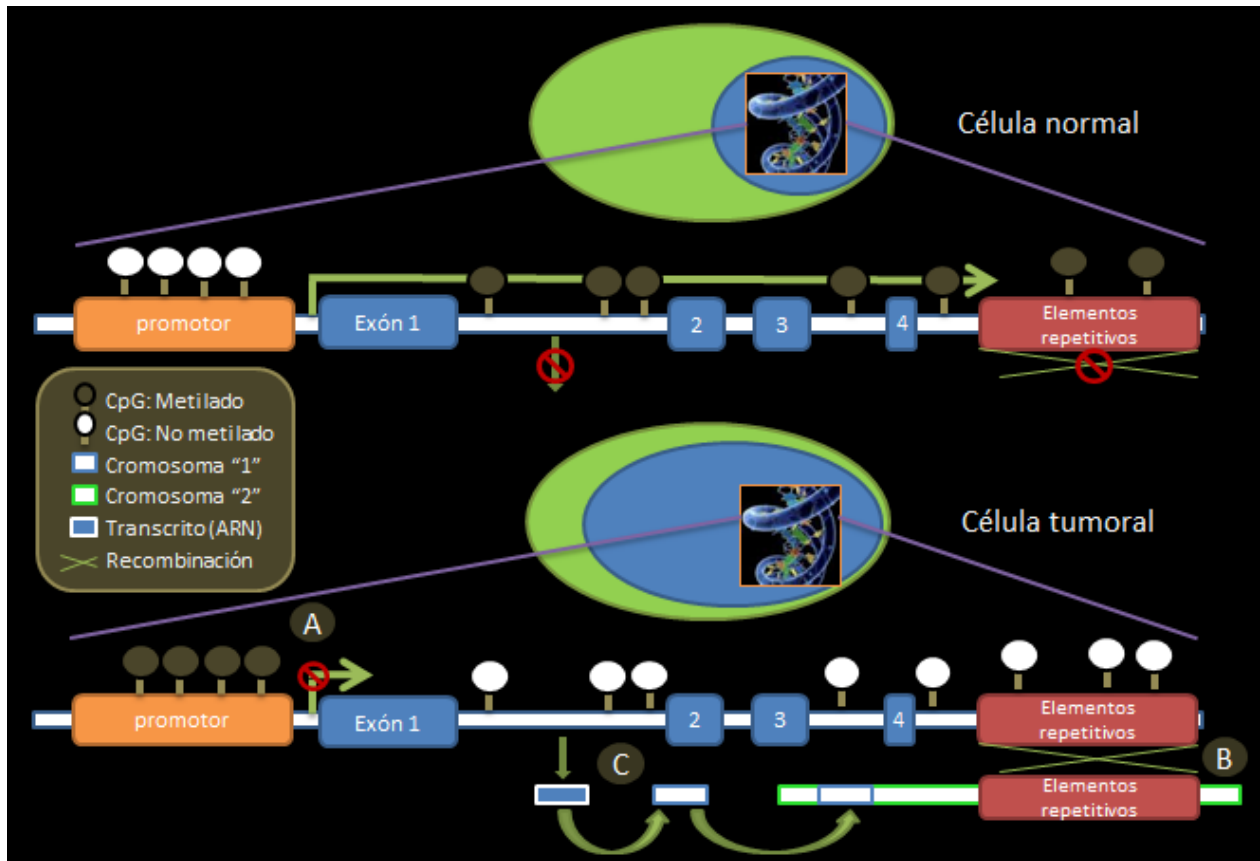 Célula normal
promotor
Exón 1
2
3
4
Elementos
repetitivos
CpG: Metilado
CpG: No metilado
Cromosoma “1”
Cromosoma “2”
Transcrito (ARN)
Recombinación
Célula tumoral
A
promotor
Exón 1
2
3
4
Elementos
repetitivos
C
B
Elementos
repetitivos